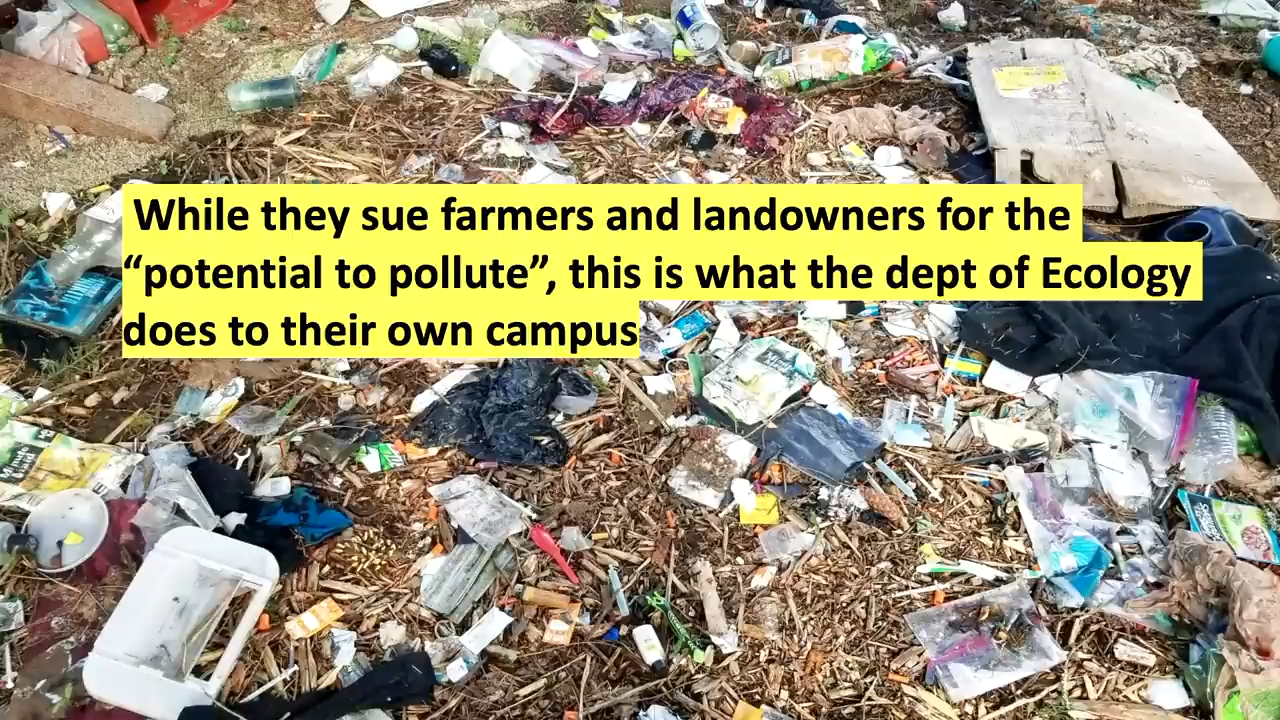 While they sue farmers and landowners for the
“potential to pollute”, this is what the dept of Ecology
does to their own campus